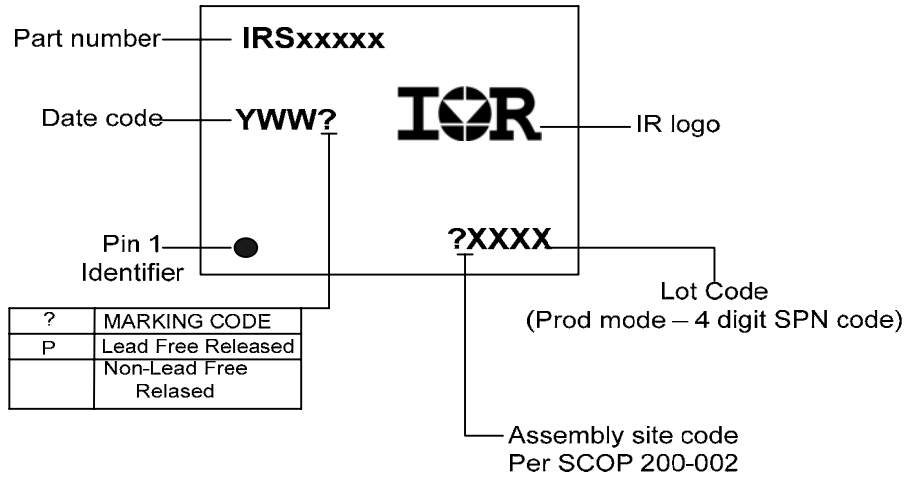 Part number
IRSxxxxx
Date code
YWW?
IOR
IR logo
Pin 1
Identifier
?XXXX
Lot Code
(Prod mode – 4 digit SPN code)
? MARKING CODE
P Lead Free Released
Non-Lead Free
Relased
Assembly site code
Per SCOP 200-002